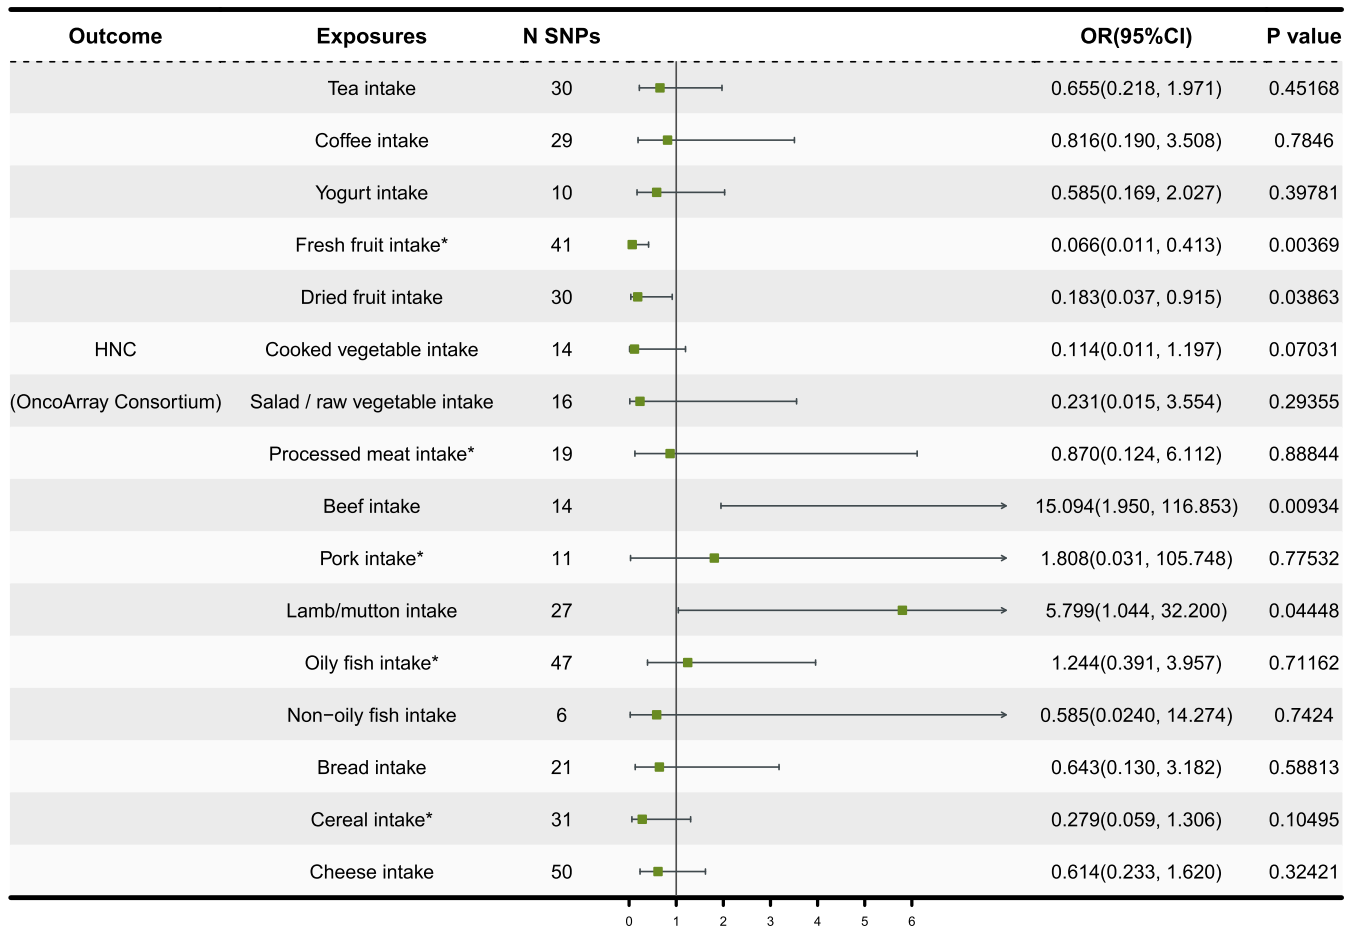 Outcome Exposures N SNPs OR(95%CI) P value
Tea intake 30 0.655(0.218, 1.971) 0.45168
Coffee intake 29 0.816(0.190, 3.508) 0.7846
Yogurt intake 10 0.585(0.169, 2.027) 0.39781
Fresh fruit intake* 41 0.066(0.011, 0.413) 0.00369
Dried fruit intake 30 0.183(0.037, 0.915) 0.03863
HNC Cooked vegetable intake 14 0.114(0.011, 1.197) 0.07031
(OncoArray Consortium) Salad / raw vegetable intake 16 0.231(0.015, 3.554) 0.29355
Processed meat intake* 19 0.870(0.124, 6.112) 0.88844
Beef intake 14 15.094(1.950, 116.853) 0.00934
Pork intake* 11 1.808(0.031, 105.748) 0.77532
Lamb/mutton intake 27 5.799(1.044, 32.200) 0.04448
Oily fish intake* 47 1.244(0.391, 3.957) 0.71162
Non−oily fish intake 6 0.585(0.0240, 14.274) 0.7424
Bread intake 21 0.643(0.130, 3.182) 0.58813
Cereal intake* 31 0.279(0.059, 1.306) 0.10495
Cheese intake 50 0.614(0.233, 1.620) 0.32421
0 1 2 3 4 5 6